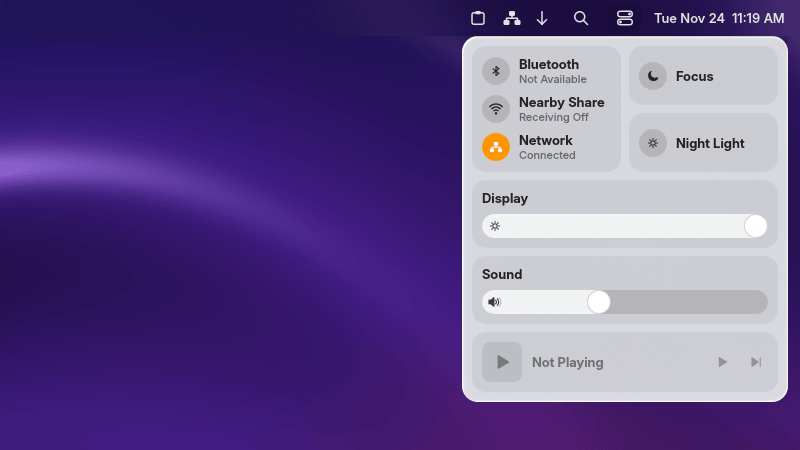 Tue Nov 24 11:19 AM
Bluetooth
Not Available
Nearby Share
Receiving Off
Network
Connected
Focus
Night Light
Display
Sound
Not Playing